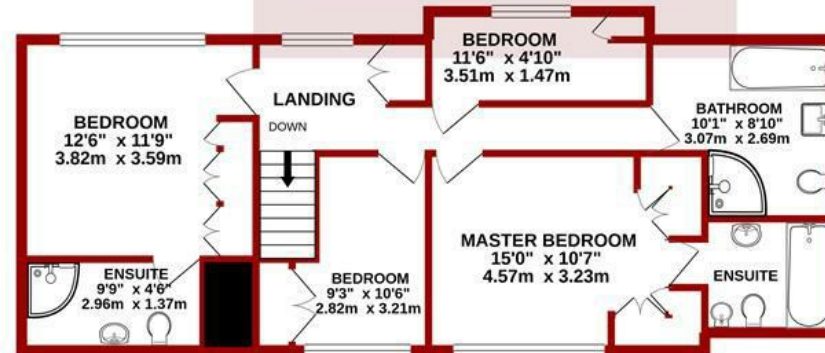 BEDROOM
11'6" x 4'10"
3.51m x 1.47m
LANDING
DOWN
BEDROOM
12'6" x 11'9"
3.82m x 3.59m
BATHROOM
10'1" x 8'10"
3.07m x 2.69m
MASTER BEDROOM
15'0" x 10'7"
4.57m x 3.23m
ENSUITE
9'9" x 4'6"
2.96m x 1.37m
BEDROOM
9'3" x 10'6"
2.82m x 3.21m
ENSUITE